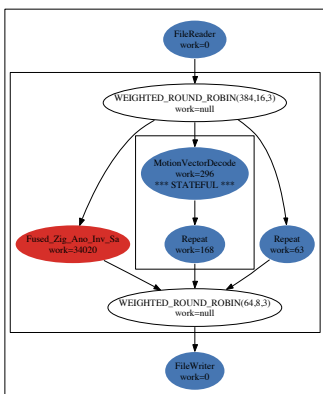 FileReader
work=0
WEIGHTED_ROUND_ROBIN(384,16,3)
work=null
MotionVectorDecode
work=296
*** STATEFUL ***
Fused_Zig_Ano_Inv_Sa
work=34020
Repeat
work=168
Repeat
work=63
WEIGHTED_ROUND_ROBIN(64,8,3)
work=null
FileWriter
work=0